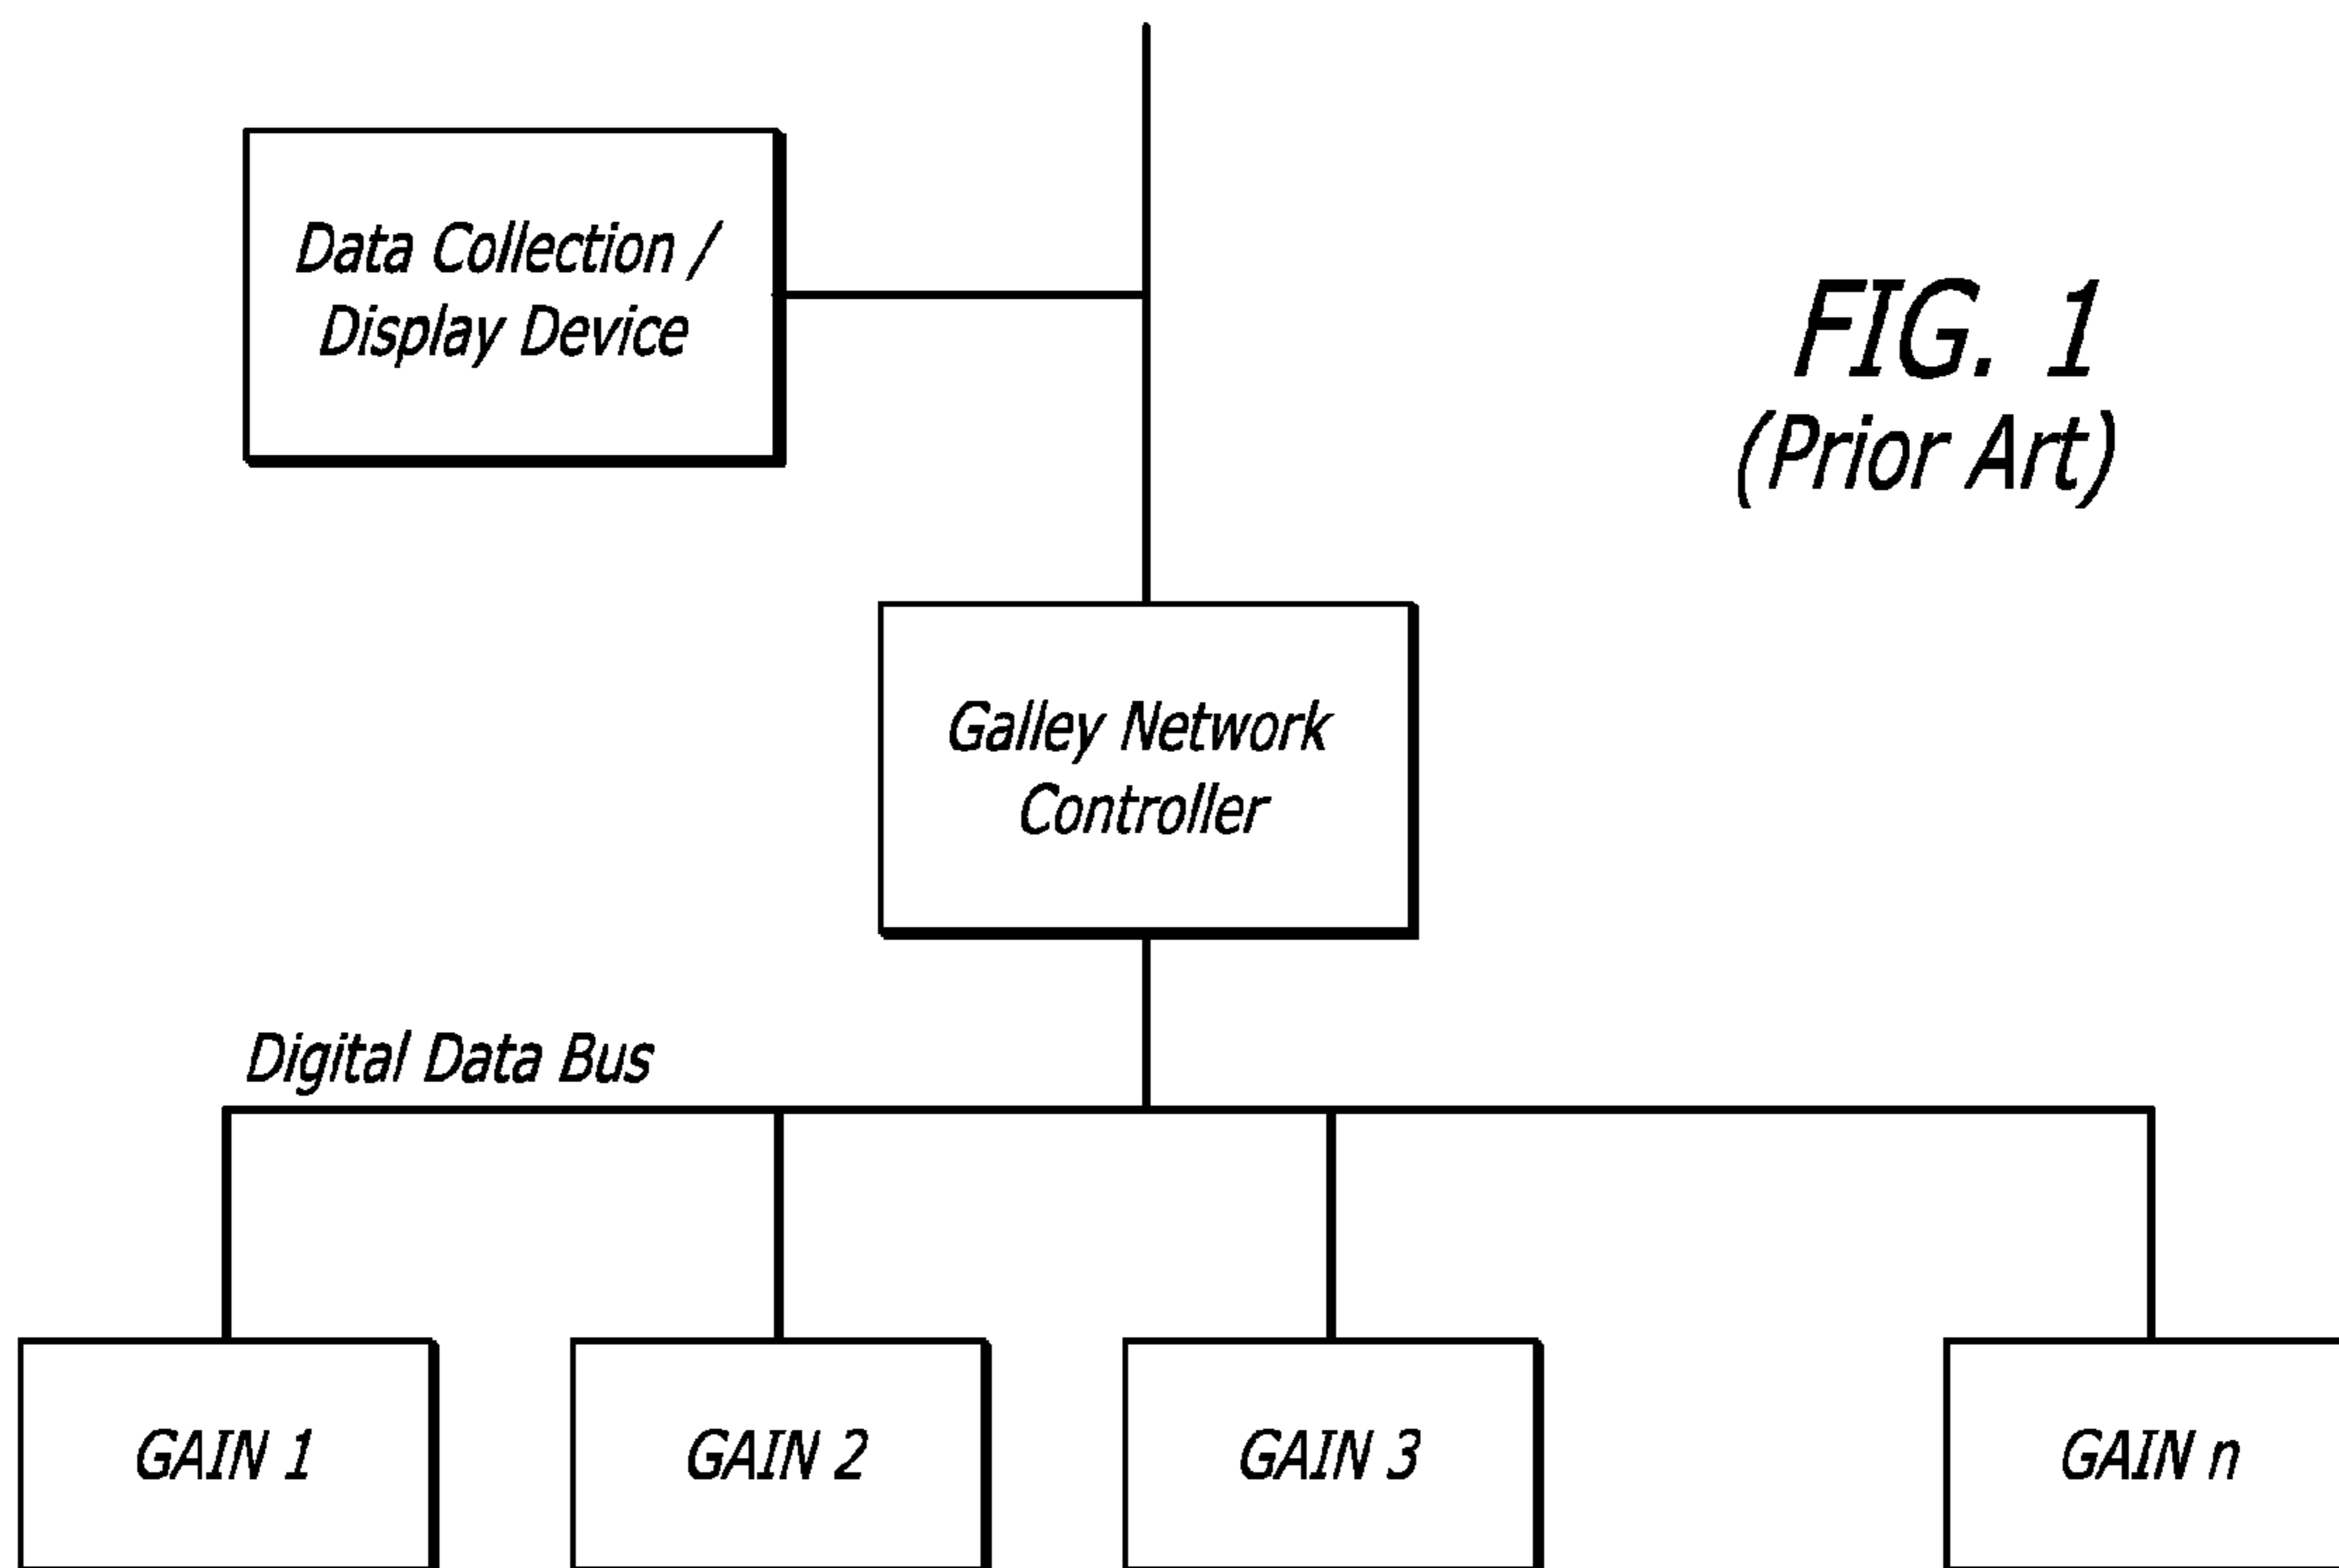 Data Collection /
Display Device
FIG. 1
(Prior Art)
Galley Network
Controller
Digital Data Bus
GAIN 1
GAIN 2
GAIN 3
GAIN n